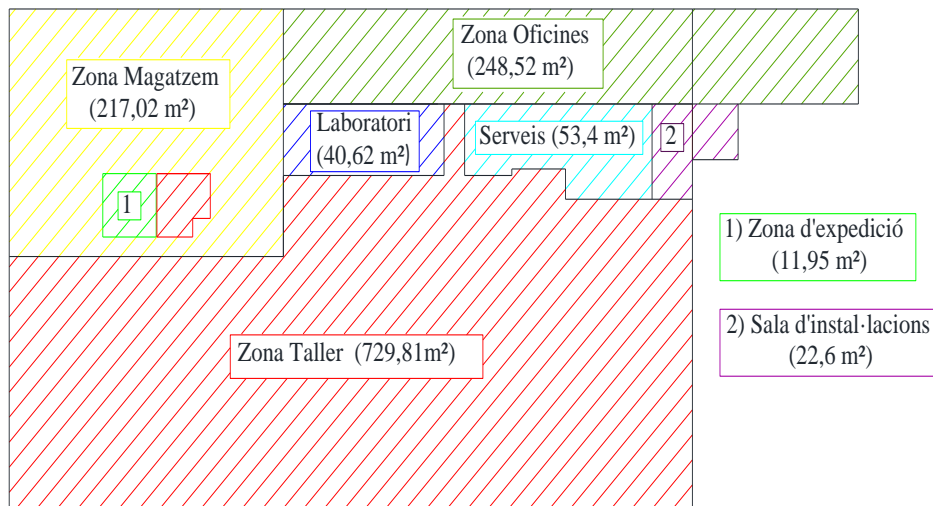 Zona Oficines
(248,52 m²)
Zona Magatzem
(217,02 m²)
Laboratori
(40,62 m²)
Serveis (53,4 m²)
2
1
1) Zona d'expedició
(11,95 m²)
2) Sala d'instal·lacions
(22,6 m²)
Zona Taller (729,81m²)